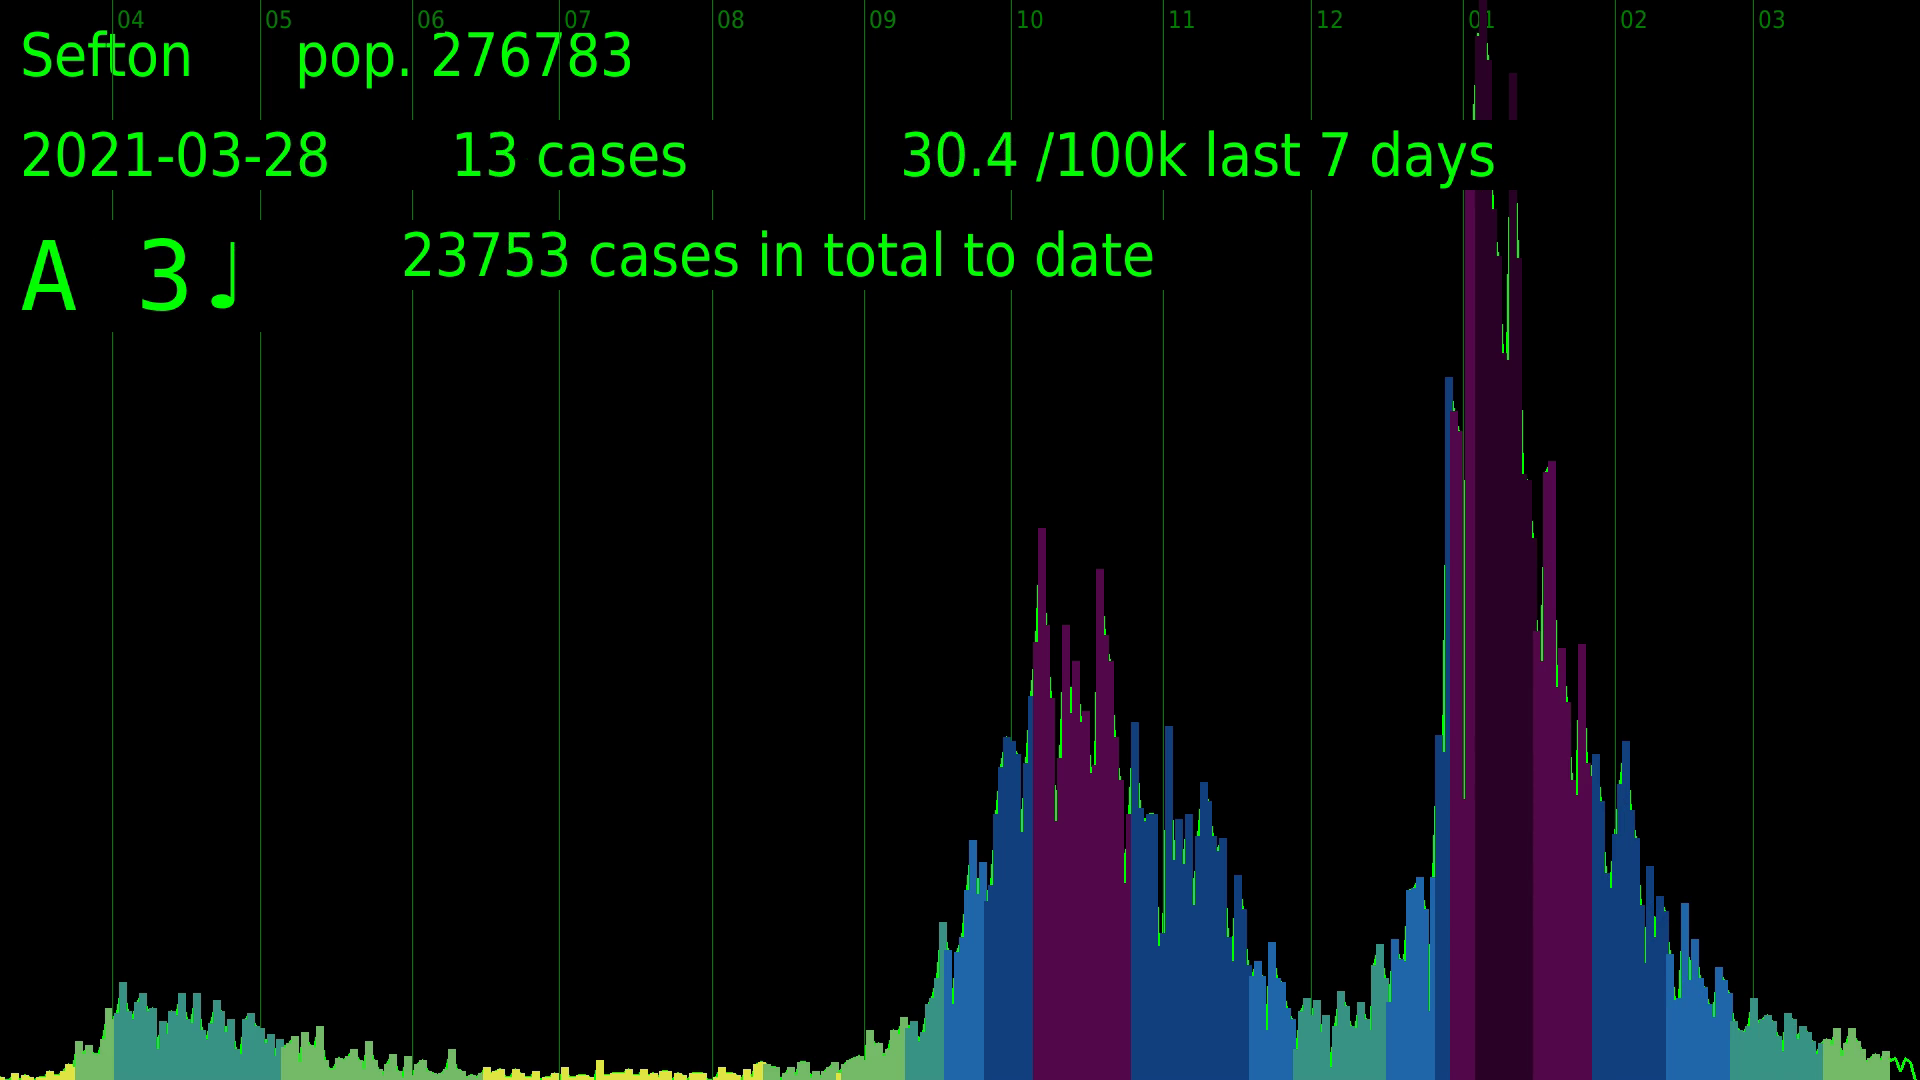 04 05 06 07 08 09 10 11 12 01 02 03
Sefton pop. 276783
2021-03-28 13 cases 30.4 /100k last 7 days
A 3♩ 23753 cases in total to date